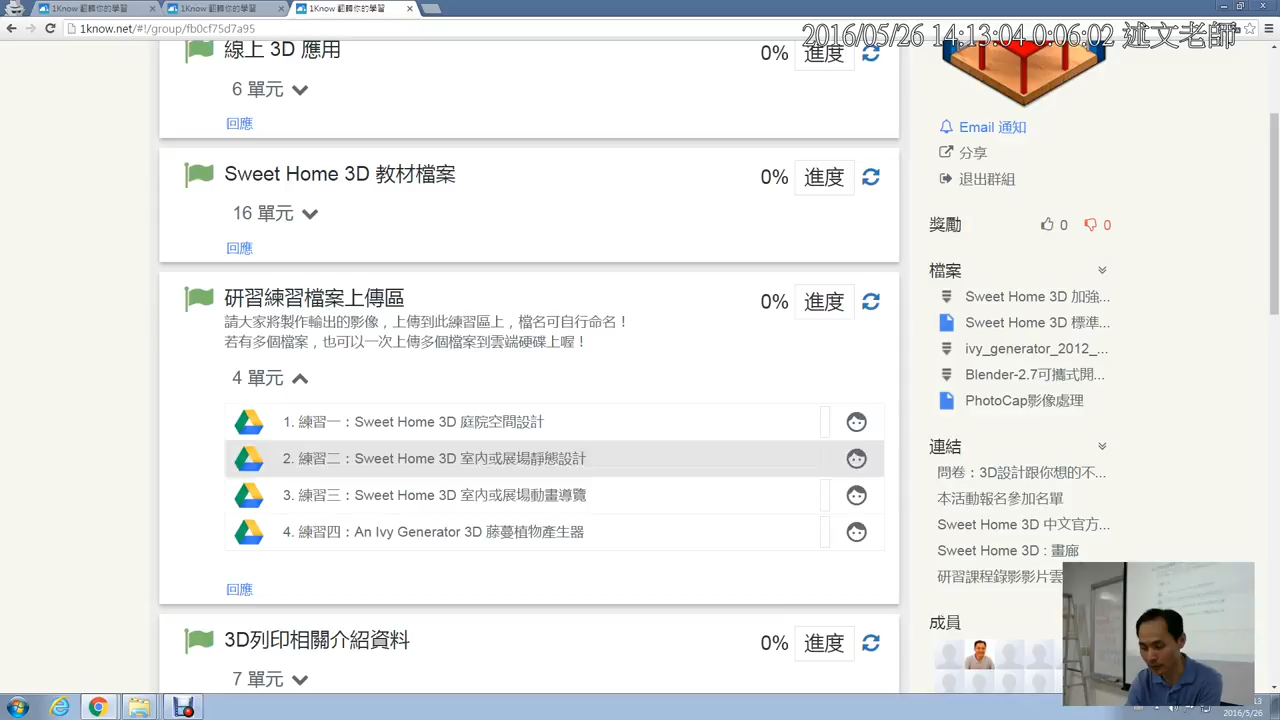 1Know 翻轉你的學習
1Know 翻轉你的學習
1Know 翻轉你的學習
1know.net/#!/group/fb0cf75d7a95
2016/05/26 14:13:04 0:06:02 述文老師
線上 3D 應用
0% 進度
6 單元
回應
Sweet Home 3D 教材檔案
0% 進度
16 單元
回應
研習練習檔案上傳區
0% 進度
請大家將製作輸出的影像，上傳到此練習區上，檔名可自行命名！
若有多個檔案，也可以一次上傳多個檔案到雲端硬碟上喔！
4 單元
1. 練習一：Sweet Home 3D 庭院空間設計
2. 練習二：Sweet Home 3D 室內或展場靜態設計
3. 練習三：Sweet Home 3D 室內或展場動畫導覽
4. 練習四：An Ivy Generator 3D 藤蔓植物產生器
回應
3D列印相關介紹資料
0% 進度
7 單元
Email 通知
分享
退出群組
獎勵 0 0
檔案
Sweet Home 3D 加強...
Sweet Home 3D 標準...
ivy_generator_2012_...
Blender-2.7可攜式開...
PhotoCap影像處理
連結
問卷：3D設計跟你想的不...
本活動報名參加名單
Sweet Home 3D 中文官方...
Sweet Home 3D : 畫廊
研習課程錄影影片雲
成員
2016/5/26